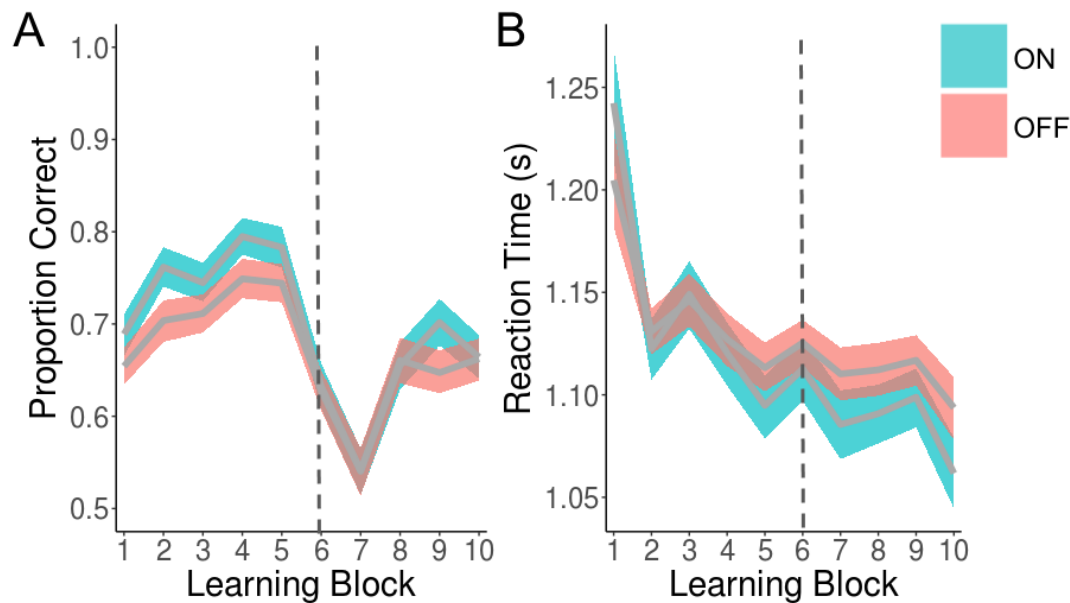 A
Proportion Correct
1.0
0.9
0.8
0.7
0.6
0.5
1 2 3 4 5 6 7 8 9 10
Learning Block
B
Reaction Time (s)
1.25
1.20
1.15
1.10
1.05
1 2 3 4 5 6 7 8 9 10
Learning Block
ON
OFF